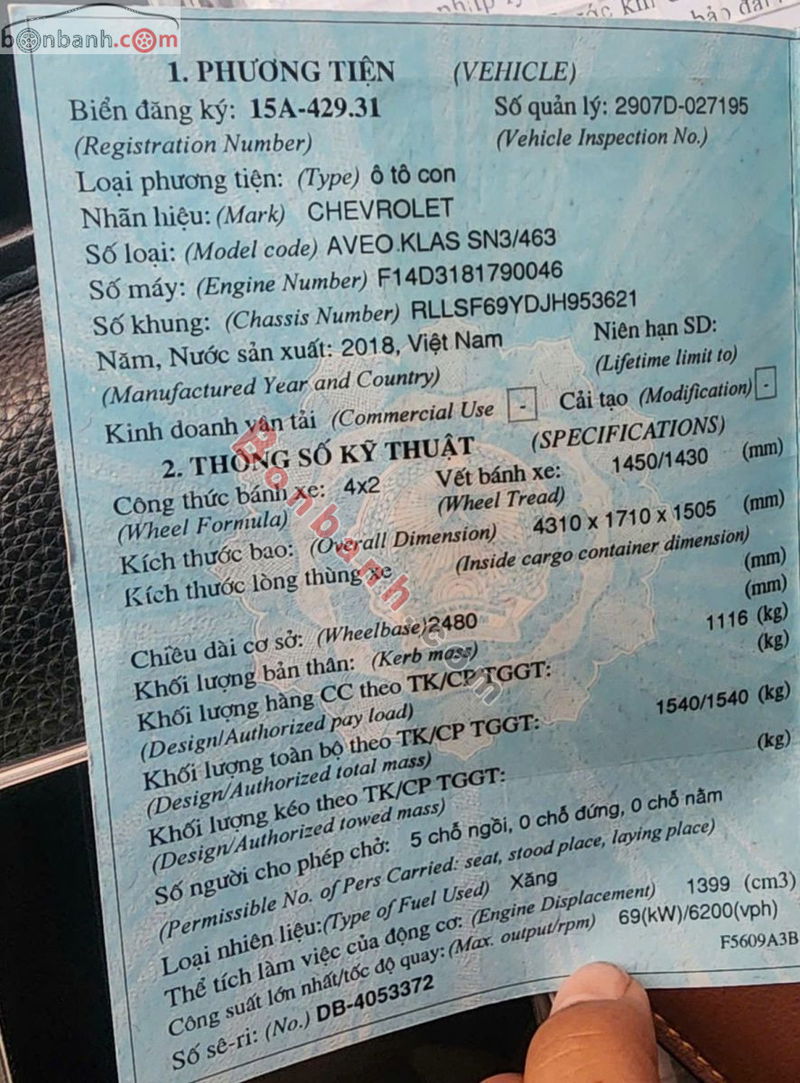 bonbanh.com
1. PHƯƠNG TIỆN (VEHICLE)
Biển đăng ký: 15A-429.31 Số quản lý: 2907D-027195
(Registration Number) (Vehicle Inspection No.)
Loại phương tiện: (Type) ô tô con
Nhãn hiệu: (Mark) CHEVROLET
Số loại: (Model code) AVEO KLAS SN3/463
Số máy: (Engine Number) F14D3181790046
Số khung: (Chassis Number) RLLSF69YDJH953621
Năm, Nước sản xuất: 2018, Việt Nam Niên hạn SD:
(Manufactured Year and Country) (Lifetime limit to)
Kinh doanh vận tải (Commercial Use - Cải tạo (Modification) -
2. THÔNG SỐ KỸ THUẬT (SPECIFICATIONS)
Công thức bánh xe: 4x2 Vết bánh xe: 1450/1430 (mm)
(Wheel Formula) (Wheel Tread)
Kích thước bao: (Overall Dimension) 4310 x 1710 x 1505 (mm)
Kích thước lòng thùng xe (Inside cargo container dimension)
(mm)
Chiều dài cơ sở: (Wheelbase) 2480 (mm)
Khối lượng bản thân: (Kerb mass) 1116 (kg)
Khối lượng hàng CC theo TK/CP TGGT: (kg)
(Design/Authorized pay load)
Khối lượng toàn bộ theo TK/CP TGGT: 1540/1540 (kg)
(Design/Authorized total mass)
Khối lượng kéo theo TK/CP TGGT: (kg)
(Design/Authorized towed mass)
Số người cho phép chở: 5 chỗ ngồi, 0 chỗ đứng, 0 chỗ nằm
(Permissible No. of Pers Carried: seat, stood place, laying place)
Loại nhiên liệu: (Type of Fuel Used) Xăng
Thể tích làm việc của động cơ: (Engine Displacement) 1399 (cm3)
Công suất lớn nhất/tốc độ quay: (Max. output/rpm) 69(kW)/6200(vph)
Số sê-ri: (No.) DB-4053372 F5609A3B
Bonbanh.com